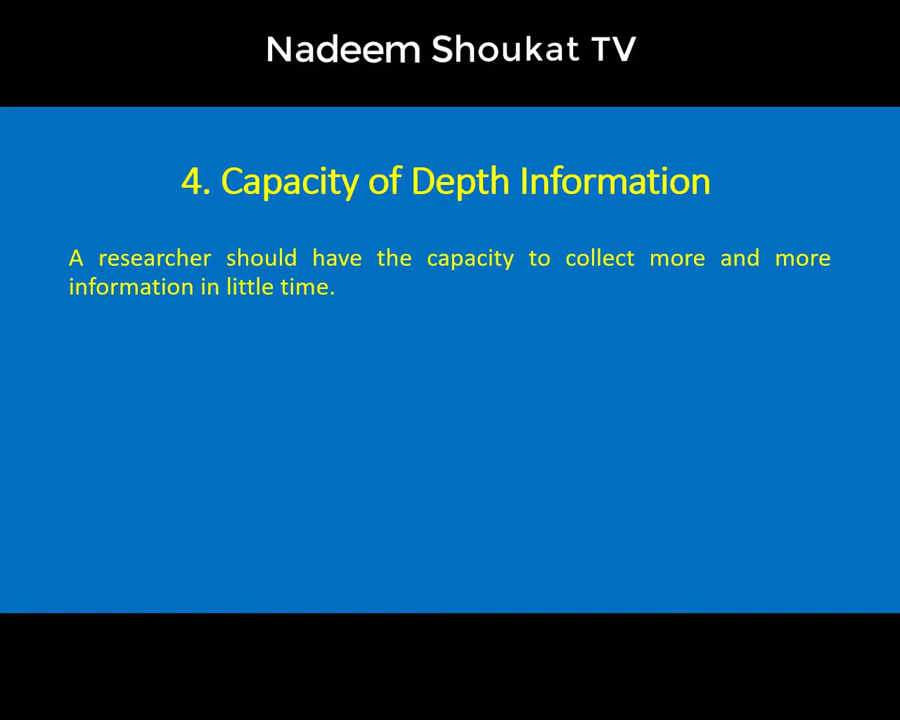 Nadeem Shoukat TV
4. Capacity of Depth Information
A researcher should have the capacity to collect more and more
information in little time.